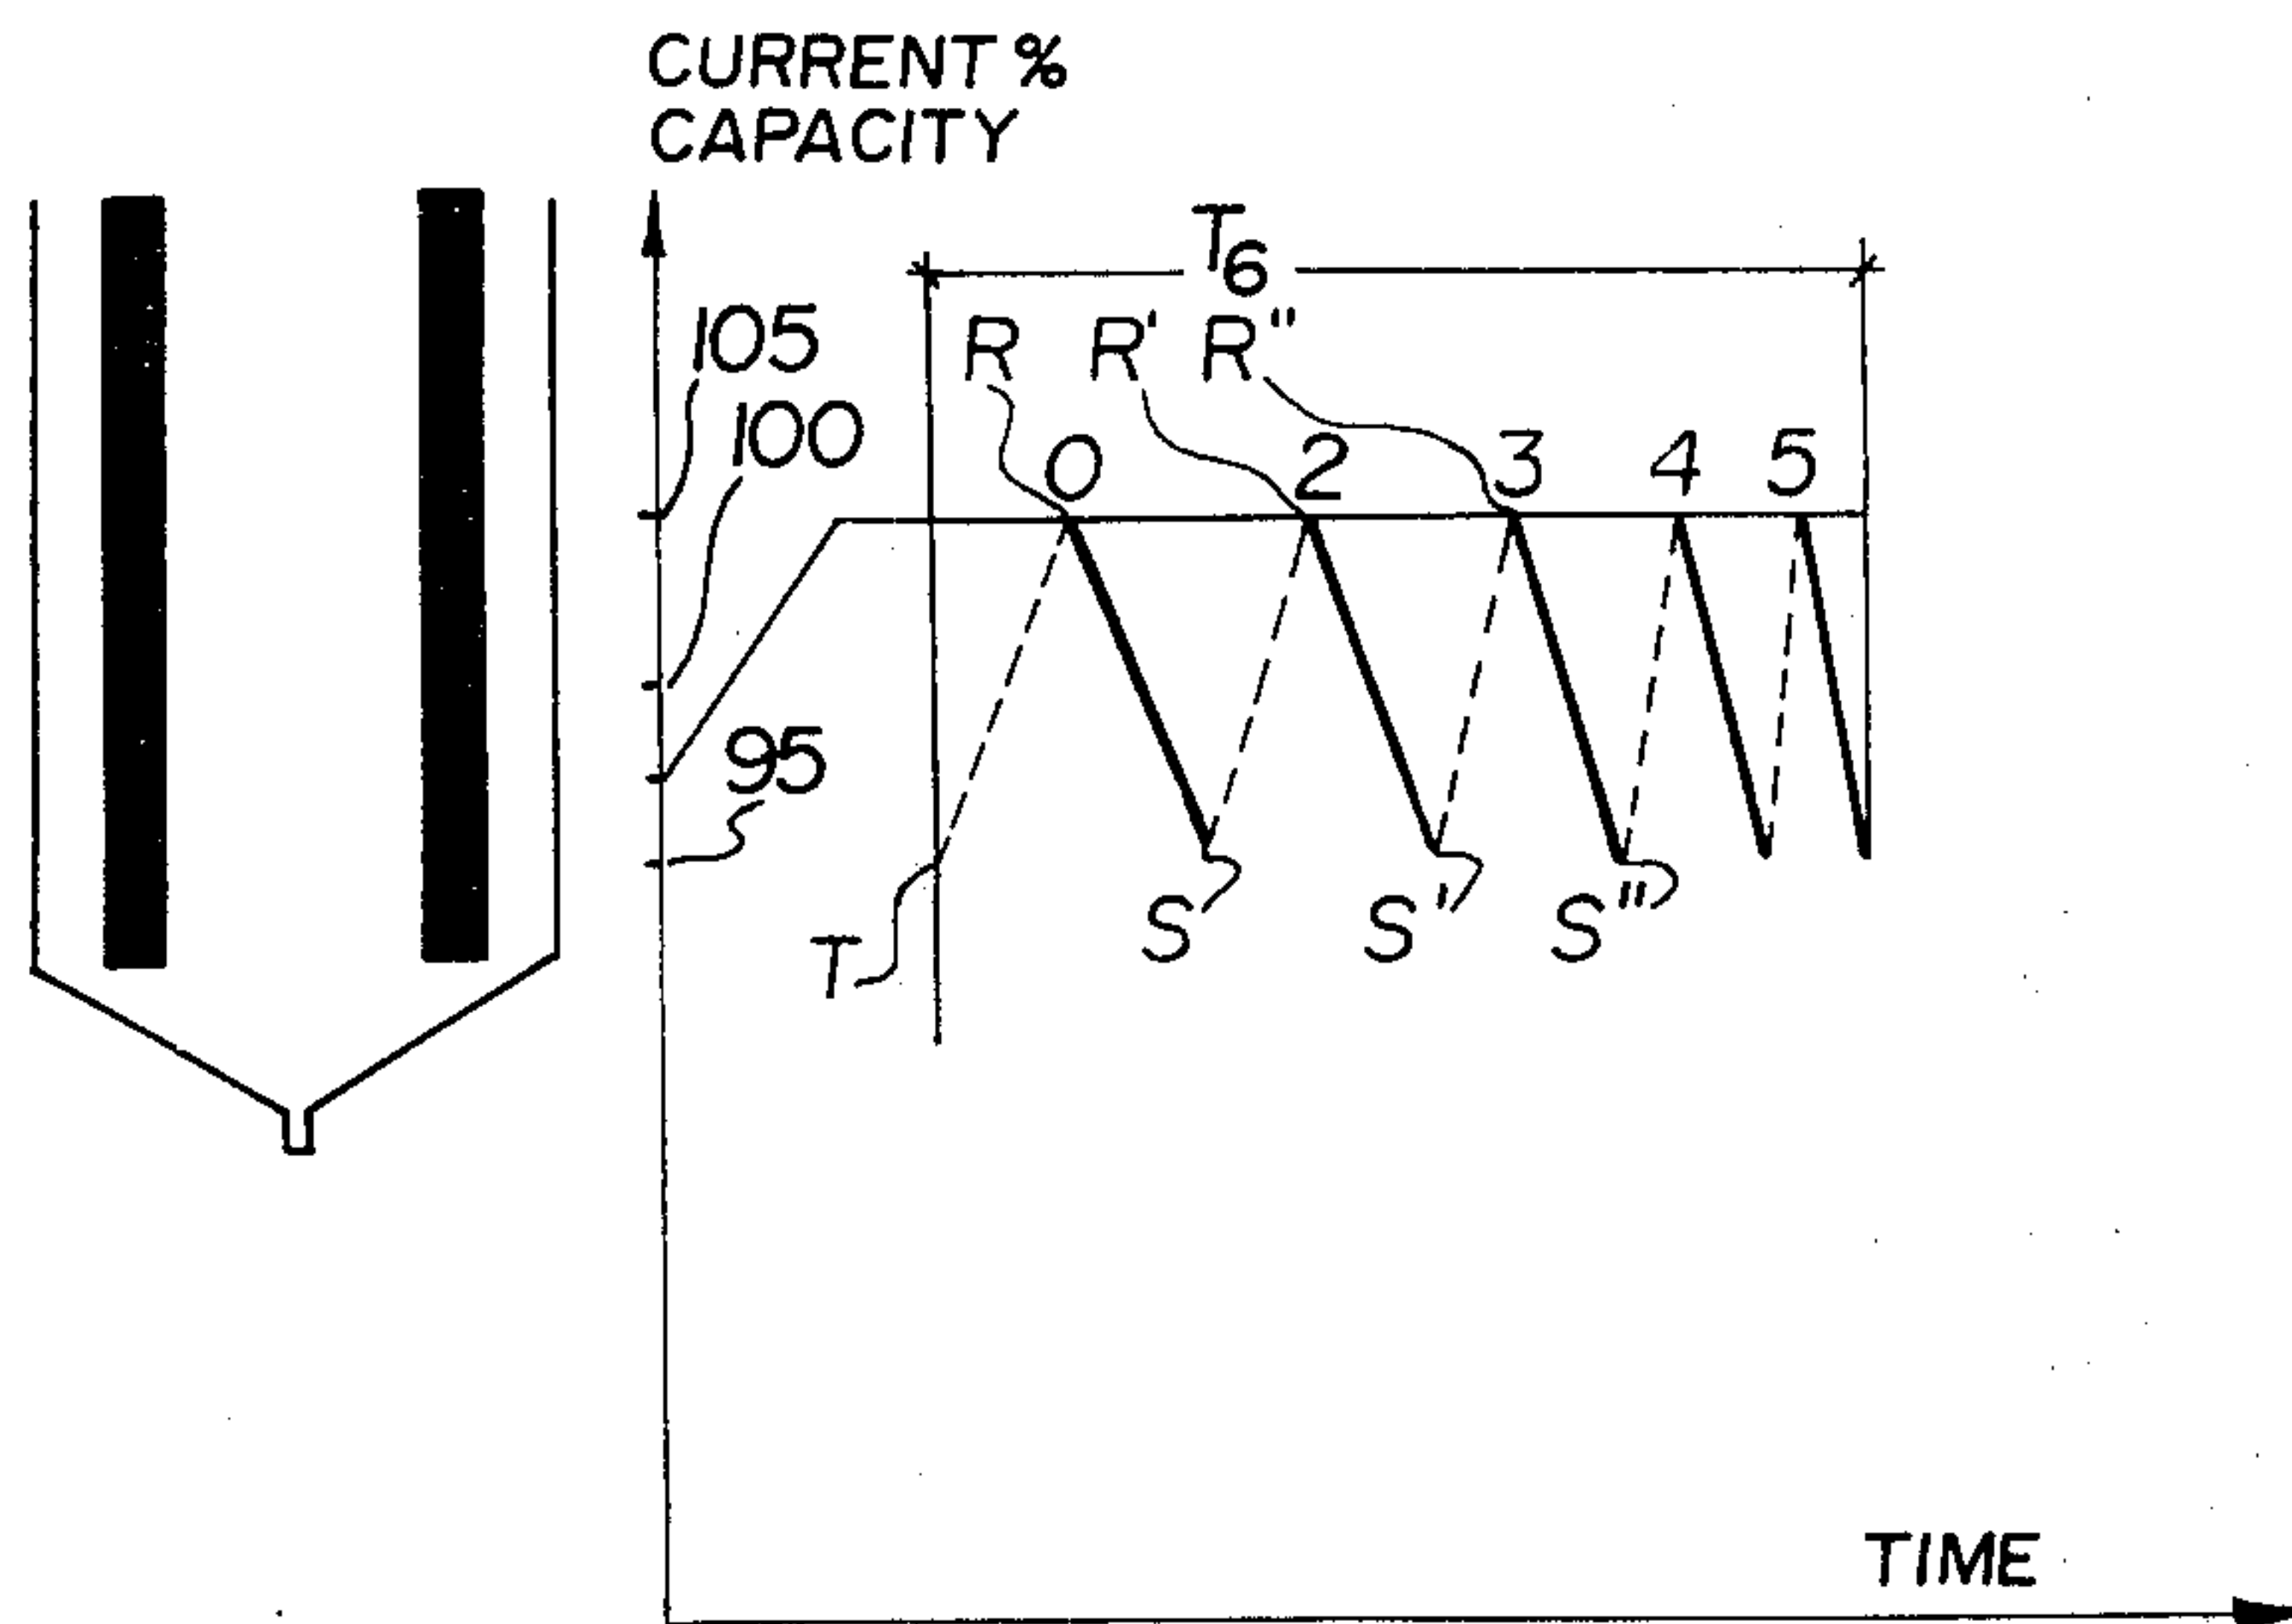 CURRENT %
CAPACITY
T6
105
R R' R"
100
0 2 3 4 5
95
S S' S"
T
TIME